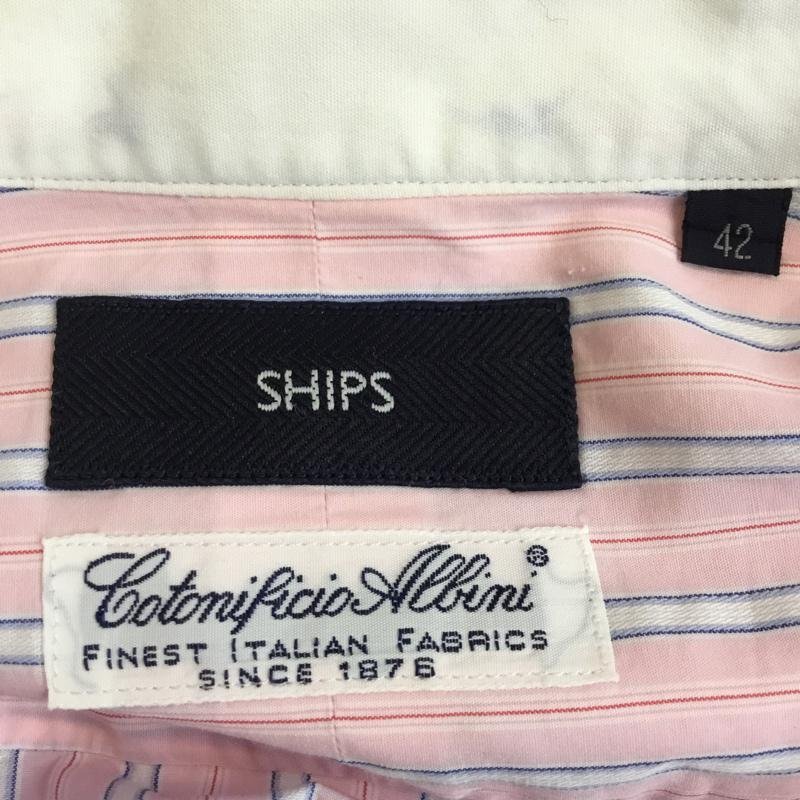 42
SHIPS
Cotonificio Albini®
FINEST ITALIAN FABRICS
SINCE 1876